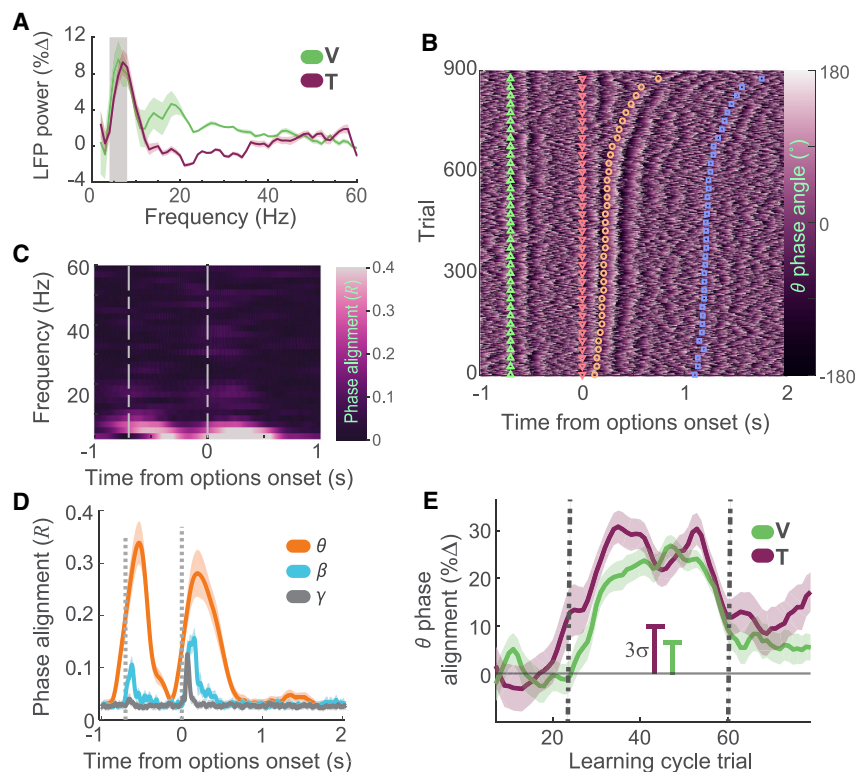 A
LFP power (%Δ)
12
8
4
0
-4
0
20
40
60
Frequency (Hz)
V
T
B
Trial
900
600
300
0
-1
0
1
2
Time from options onset (s)
180
0
-180
θ phase angle (°)
C
Frequency (Hz)
60
40
20
-1
0
1
Time from options onset (s)
0.4
0.3
0.2
0.1
0
Phase alignment (R)
D
Phase alignment (R)
0.4
0.3
0.2
0.1
0
-1
0
1
2
Time from options onset (s)
θ
β
γ
E
θ phase
alignment (%Δ)
30
20
10
0
20
40
60
Learning cycle trial
3σ
V
T